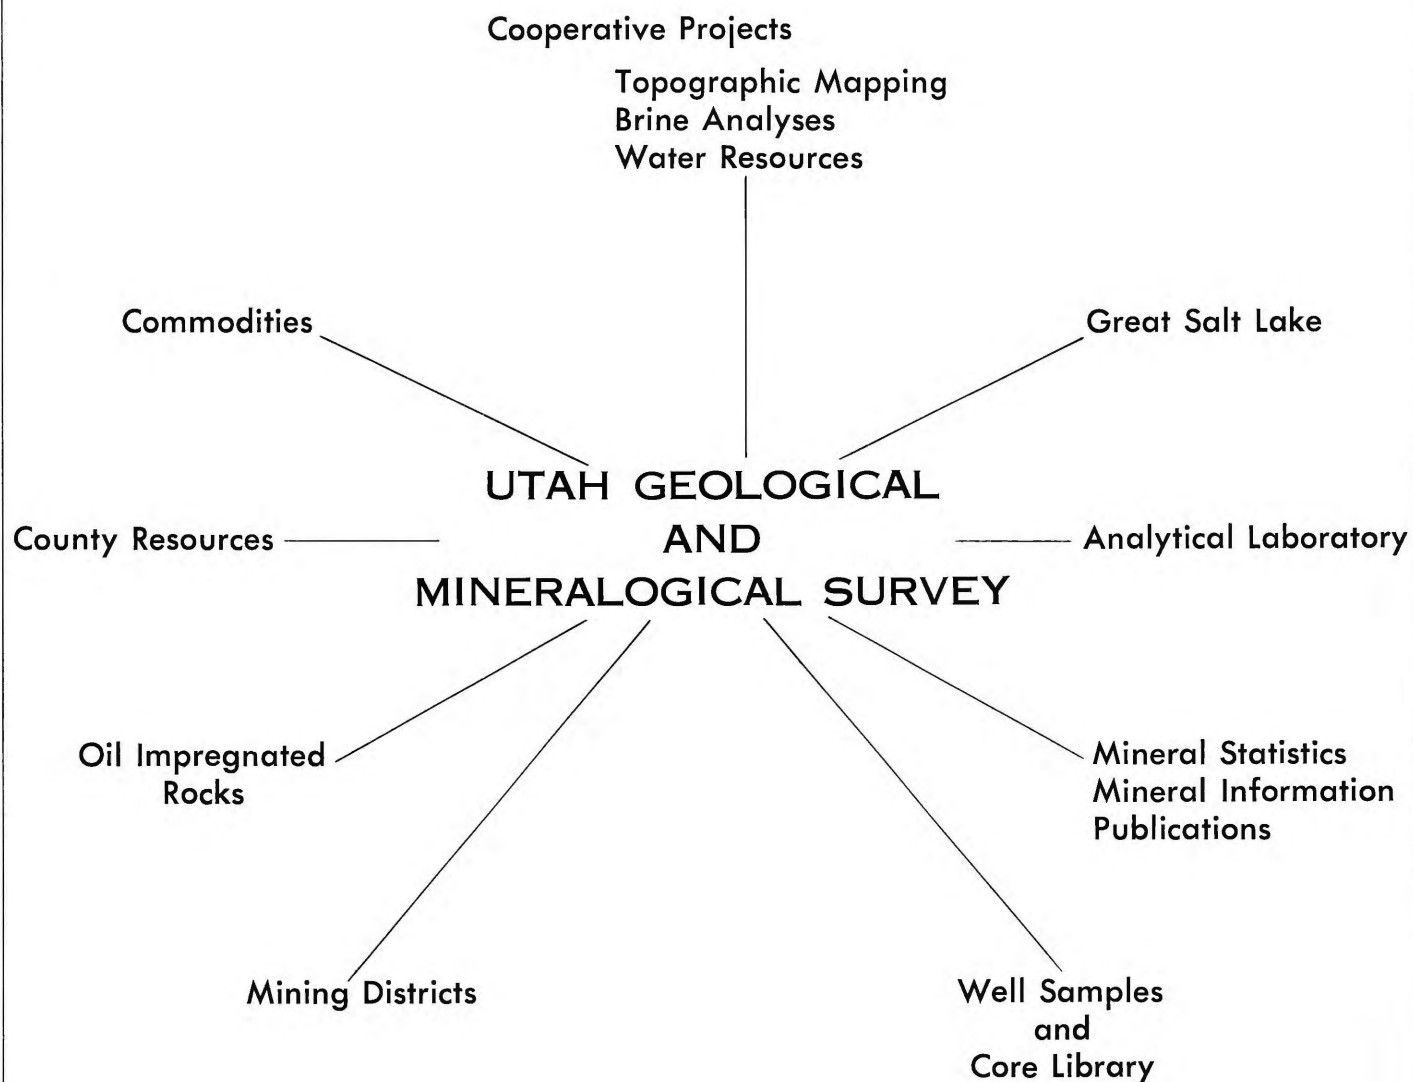 Cooperative Projects
Topographic Mapping
Brine Analyses
Water Resources
Commodities
Great Salt Lake
UTAH GEOLOGICAL
AND
MINERALOGICAL SURVEY
County Resources
Analytical Laboratory
Oil Impregnated
Rocks
Mineral Statistics
Mineral Information
Publications
Mining Districts
Well Samples
and
Core Library